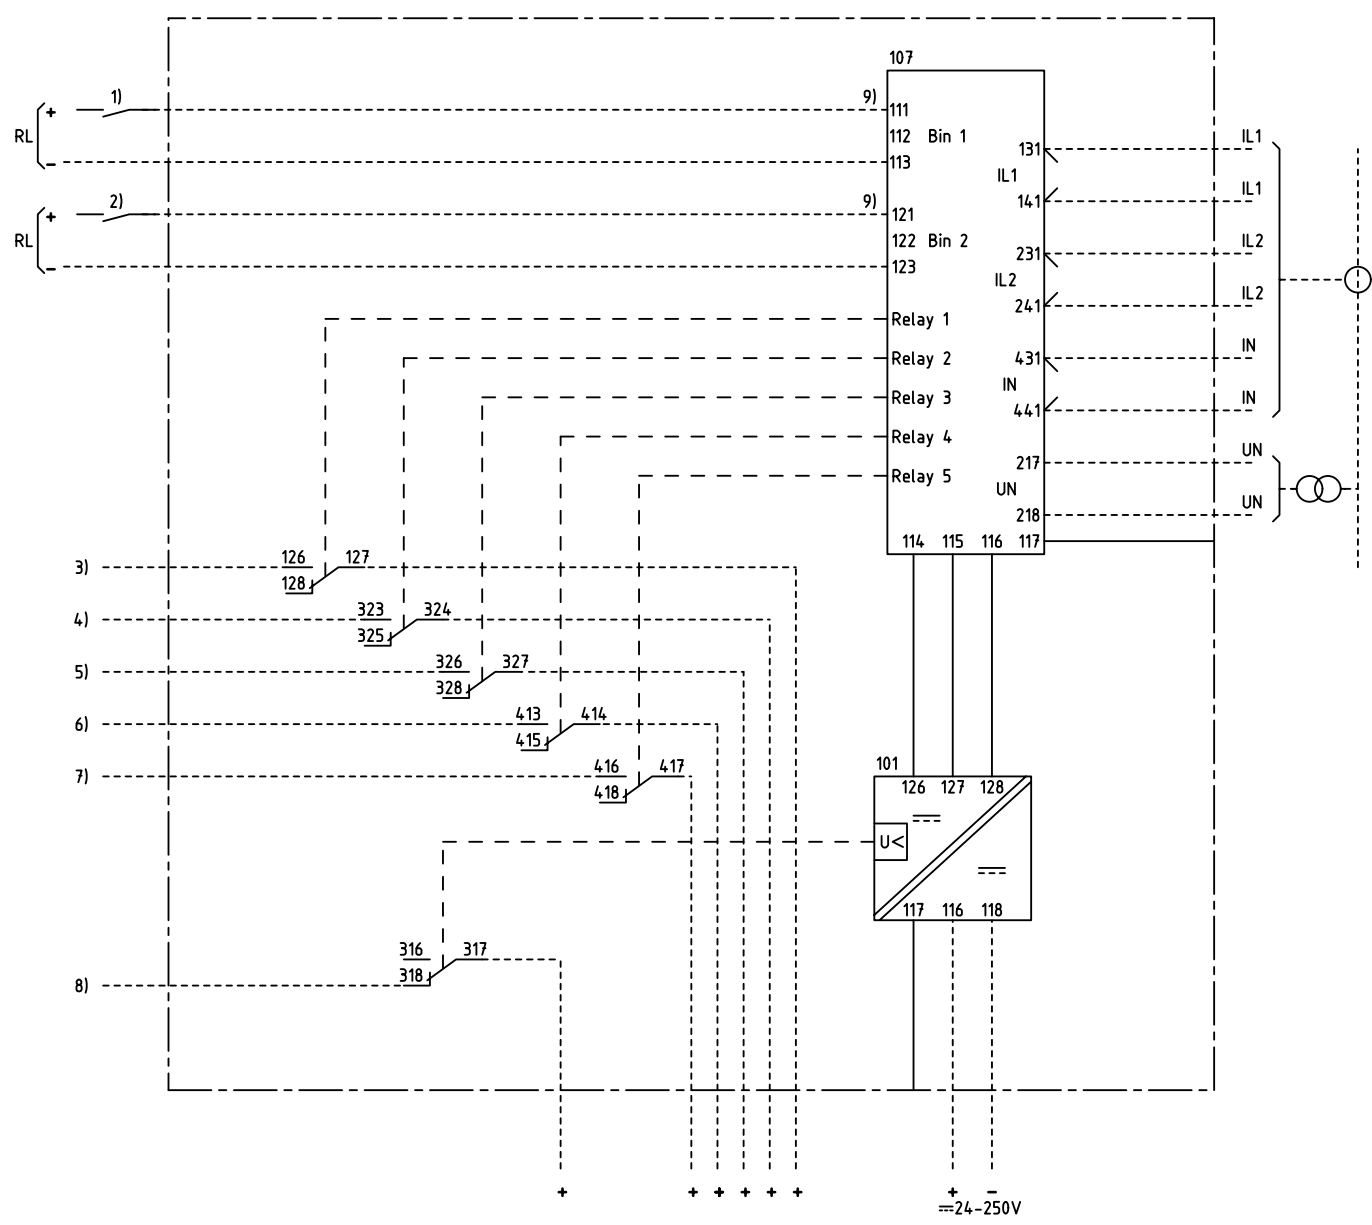 107
1)
9)
+
111
RL
112 Bin 1
IL1
131
-
113
IL1
IL1
2)
9)
141
+
121
RL
122 Bin 2
IL2
231
-
123
IL2
IL2
241
Relay 1
IN
Relay 2
431
IN
Relay 3
IN
441
Relay 4
UN
217
Relay 5
UN
UN
218
114 115 116 117
3)
126 127
128
4)
323 324
325
5)
326 327
328
6)
413 414
415
7)
416 417
418
101
126 127 128
U<
117 116 118
316 317
318
8)
+ + + + + + + -
24-250V